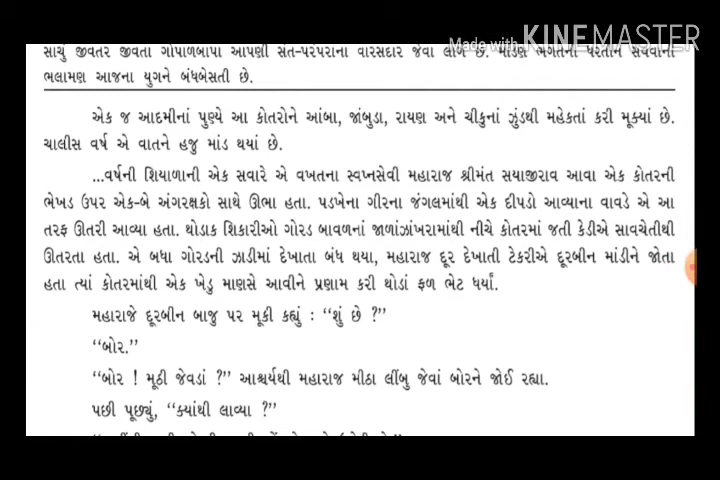 સાચું જીવતર જીવતા ગોપાળબાપા આપણી સંત-પરંપરાના વારસદાર જેવા લાગે છે. માંડણ ભગતની ધરતીને સેવવાની
Made with KINEMASTER
ભલામણ આજના યુગને બંધબેસતી છે.
એક જ આદમીનાં પુણ્યે આ કોતરોને આંબા, જાંબુડા, રાયણ અને ચીકુનાં ઝુંડથી મહેકતાં કરી મૂક્યાં છે.
ચાલીસ વર્ષ એ વાતને હજુ માંડ થયાં છે.
...વર્ષની શિયાળાની એક સવારે એ વખતના સ્વપ્નસેવી મહારાજ શ્રીમંત સયાજીરાવ આવા એક કોતરની
ભેખડ ઉપર એક-બે અંગરક્ષકો સાથે ઊભા હતા. પડખેના ગીરના જંગલમાંથી એક દીપડો આવ્યાના વાવડે એ આ
તરફ ઊતરી આવ્યા હતા. થોડાક શિકારીઓ ગોરડ બાવળનાં જાળાંઝાંખરામાંથી નીચે કોતરમાં જતી કેડીએ સાવચેતીથી
ઊતરતા હતા. એ બધા ગોરડની ઝાડીમાં દેખાતા બંધ થયા, મહારાજ દૂર દેખાતી ટેકરીએ દૂરબીન માંડીને જોતા
હતા ત્યાં કોતરમાંથી એક ખેડુ માણસે આવીને પ્રણામ કરી થોડાં ફળ ભેટ ધર્યાં.
મહારાજે દૂરબીન બાજુ પર મૂકી કહ્યું : “શું છે ?”
“બોર.”
“બોર ! મૂઠી જેવડાં ?” આશ્ચર્યથી મહારાજ મીઠા લીંબુ જેવાં બોરને જોઈ રહ્યા.
પછી પૂછ્યું, “ક્યાંથી લાવ્યા ?”